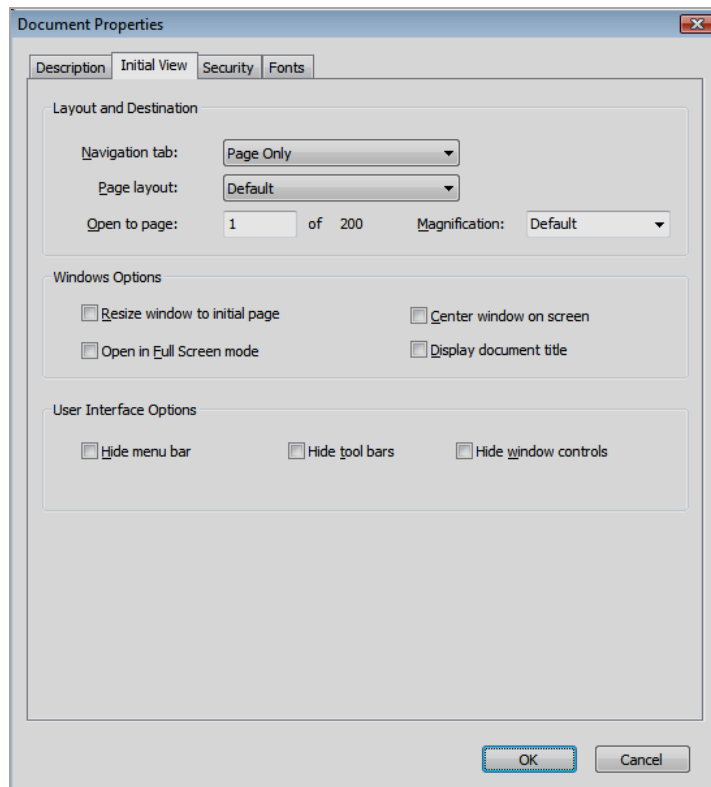 Document Properties
Description Initial View Security Fonts
Layout and Destination
Navigation tab: Page Only
Page layout: Default
Open to page: 1 of 200 Magnification: Default
Windows Options
Resize window to initial page Center window on screen
Open in Full Screen mode Display document title
User Interface Options
Hide menu bar Hide tool bars Hide window controls
OK Cancel